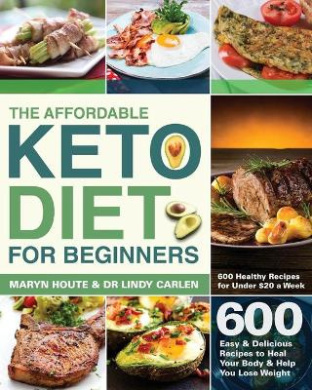 THE AFFORDABLE
KETO
DIET
FOR BEGINNERS
MARYN HOUTE & DR LINDY CARLEN
600 Healthy Recipes
for Under $20 a Week
600
Easy & Delicious
Recipes to Heal
Your Body & Help
You Lose Weight